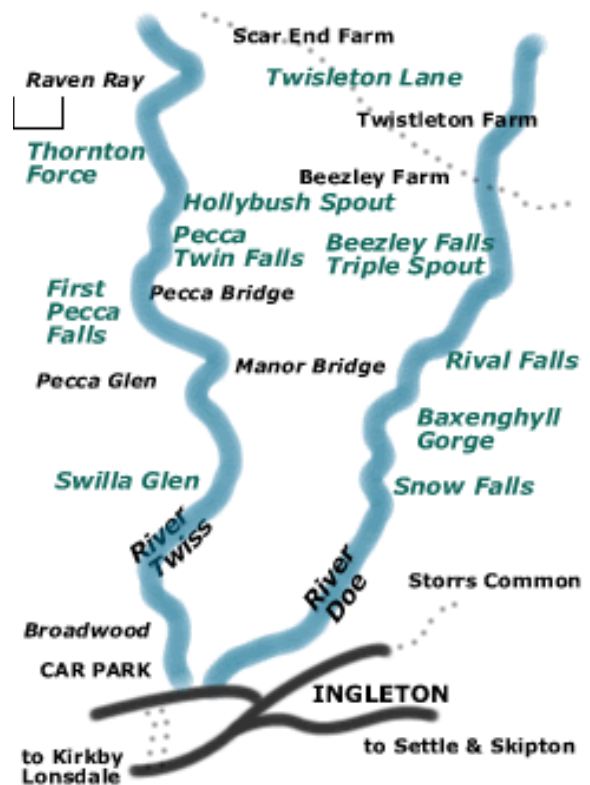 Scar End Farm
Raven Ray
Twisleton Lane
Twistleton Farm
Thornton
Force
Beezley Farm
Hollybush Spout
Pecca
Twin Falls
Beezley Falls
Triple Spout
First
Pecca
Falls
Pecca Bridge
Manor Bridge
Rival Falls
Pecca Glen
Baxenghyll
Gorge
Swilla Glen
Snow Falls
River
Twiss
River
Doe
Storrs Common
Broadwood
CAR PARK
INGLETON
to Kirkby
Lonsdale
to Settle & Skipton